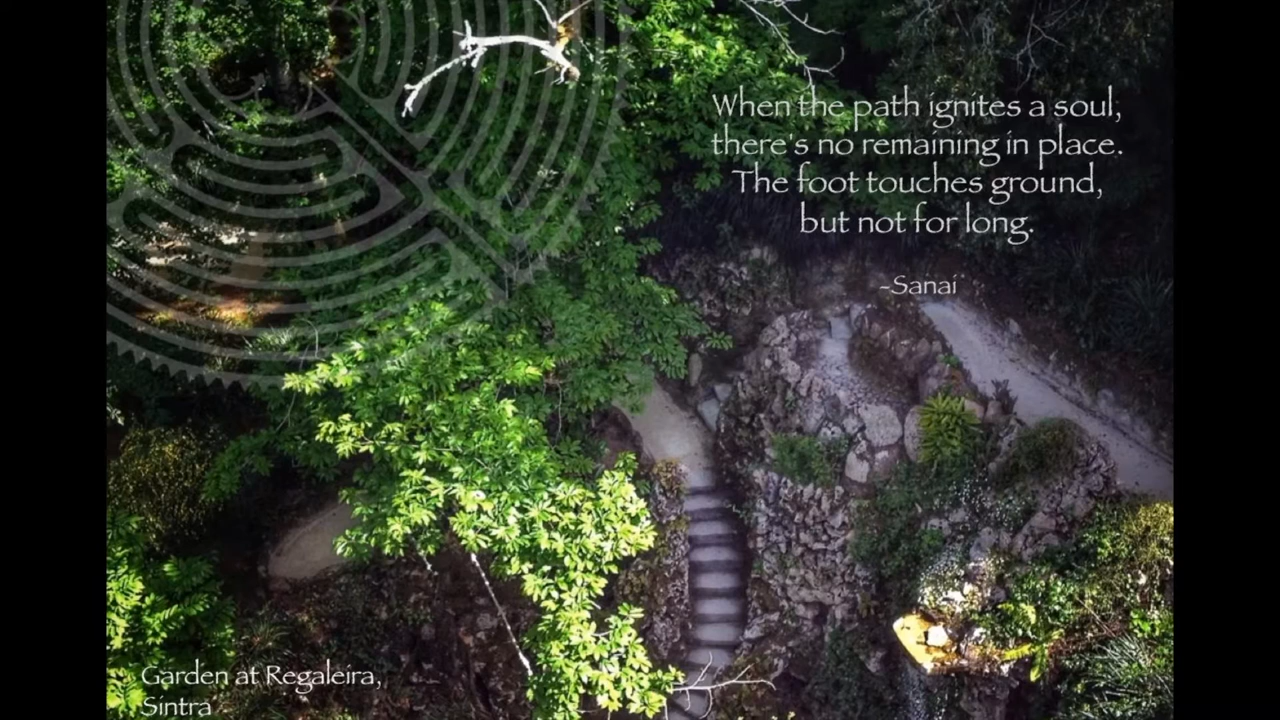 When the path ignites a soul,
there's no remaining in place.
The foot touches ground,
but not for long.
-Sanai
Garden at Regaleira,
Sintra